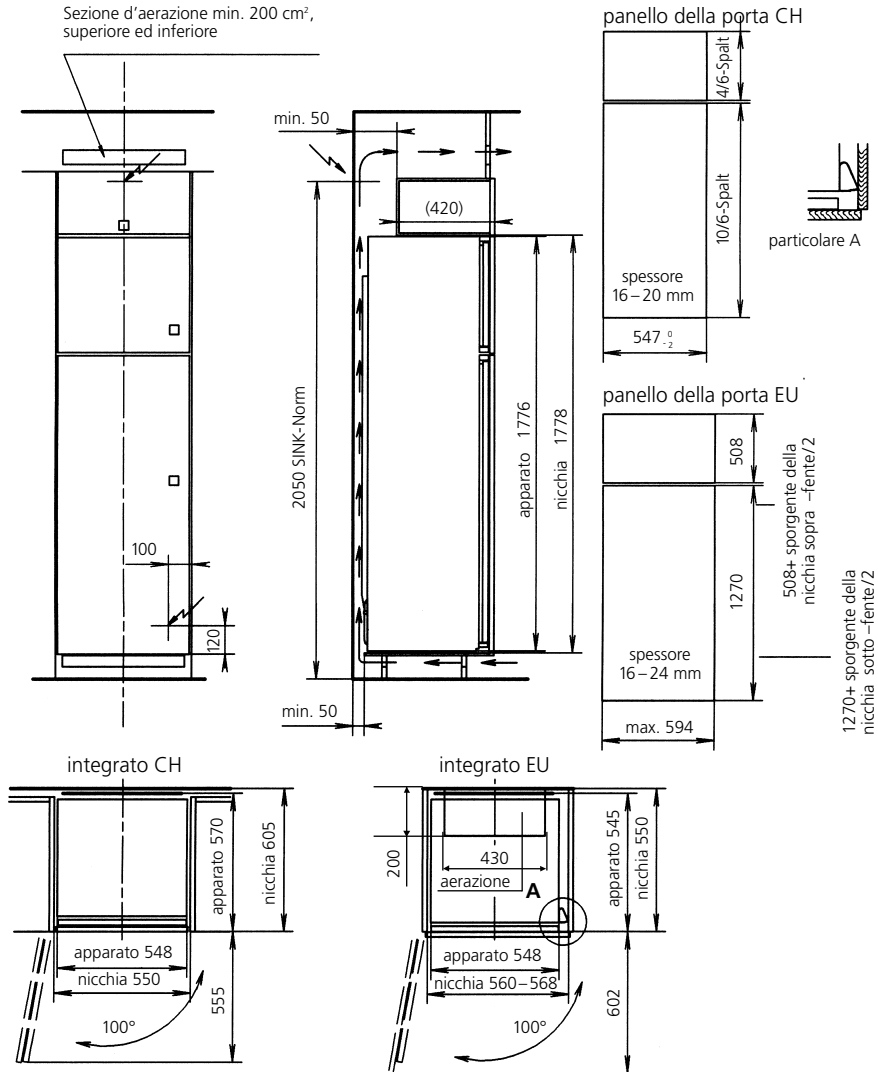 Sezione d'aerazione min. 200 cm²,
superiore ed inferiore
100
120
min. 50
(420)
2050 SINK-Norm
apparato 1776
nicchia 1778
min. 50
panello della porta CH
4/6-Spalt
10/6-Spalt
spessore
16–20 mm
547 0 -2
particolare A
panello della porta EU
508
1270
spessore
16–24 mm
max. 594
508+ sporgente della
nicchia sopra –fente/2
1270+ sporgente della
nicchia sotto –fente/2
integrato CH
apparato 570
nicchia 605
apparato 548
nicchia 550
555
100°
integrato EU
200
430
aerazione
A
apparato 545
nicchia 550
apparato 548
nicchia 560–568
602
100°